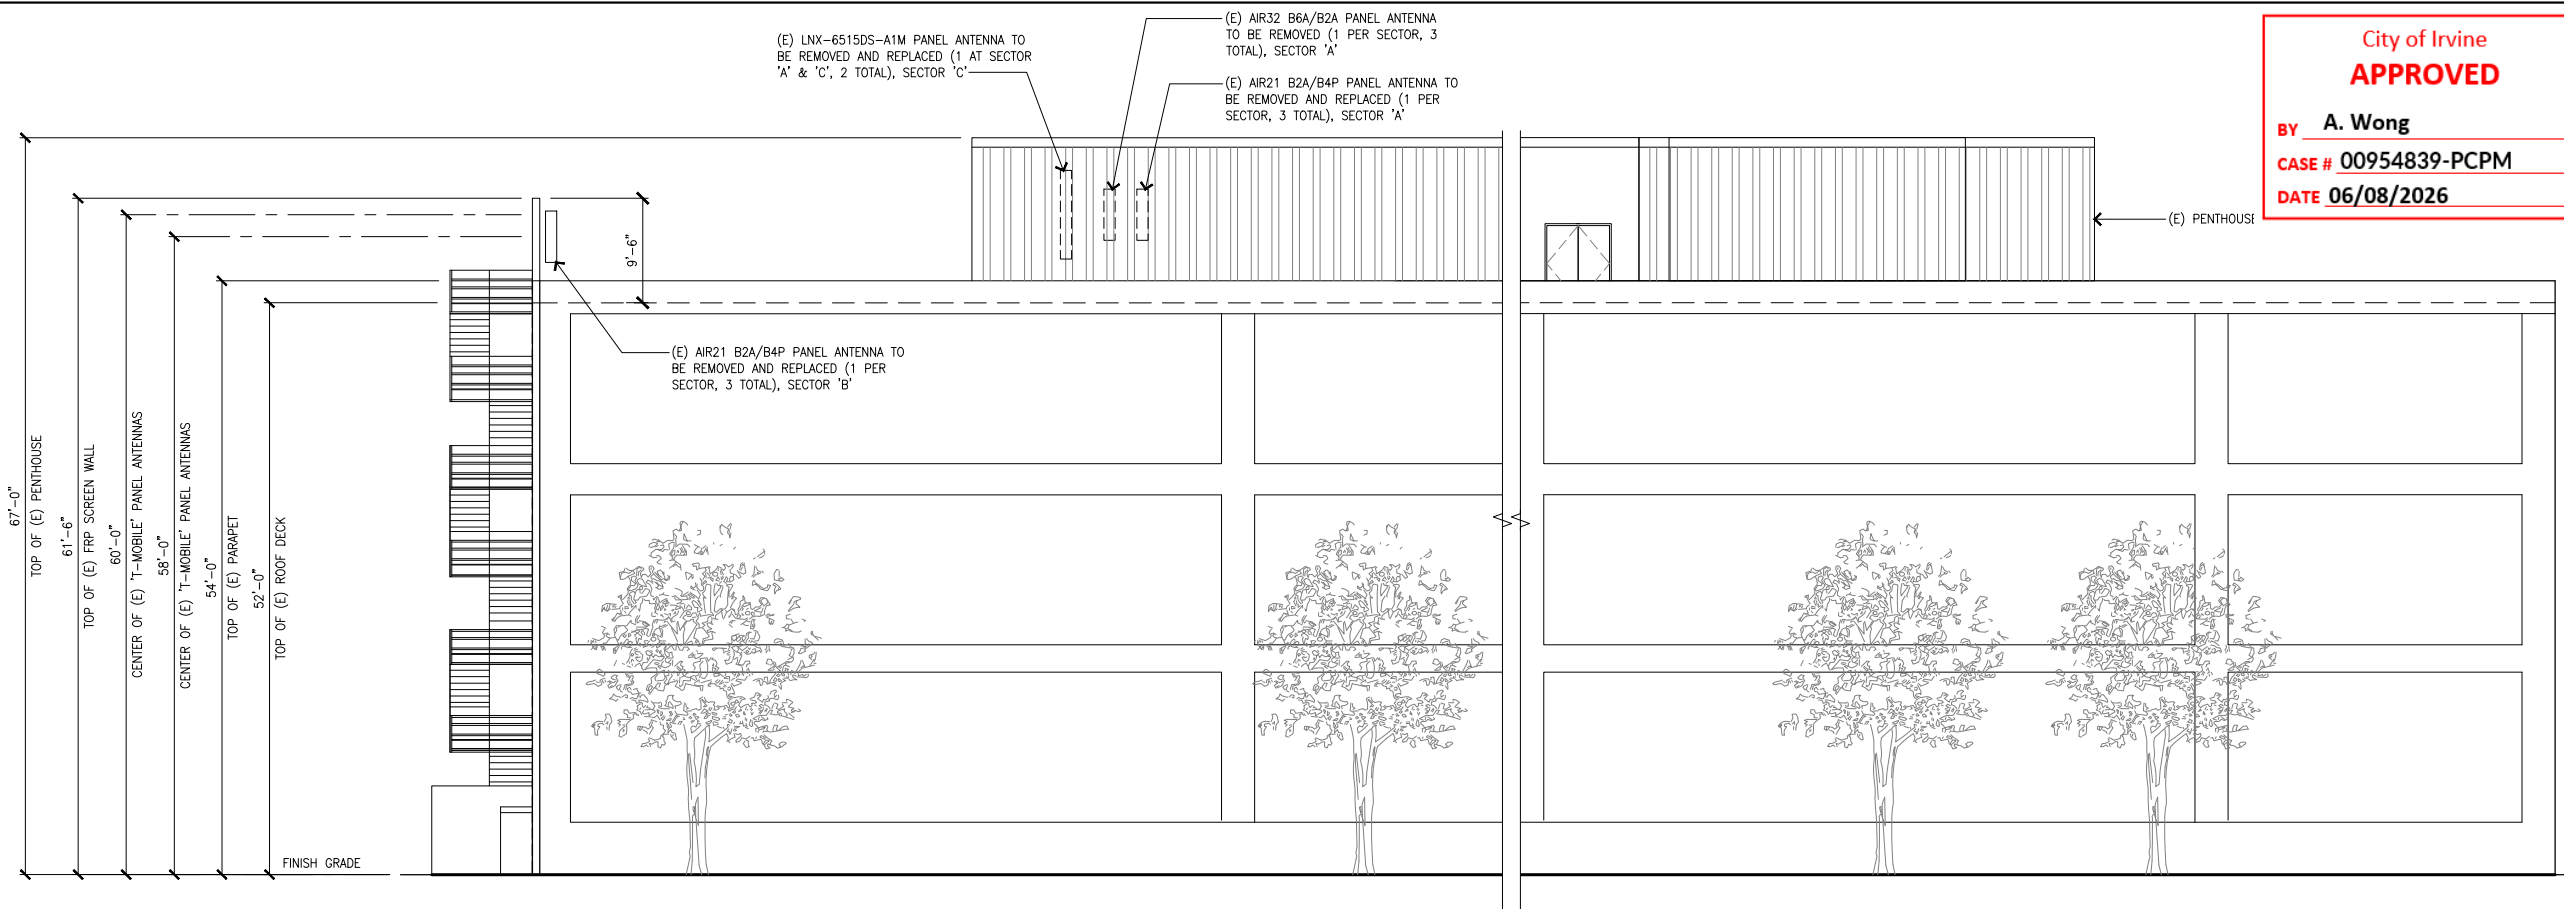 (E) LNX-6515DS-A1M PANEL ANTENNA TO
BE REMOVED AND REPLACED (1 AT SECTOR
'A' & 'C', 2 TOTAL), SECTOR 'C'
(E) AIR32 B6A/B2A PANEL ANTENNA
TO BE REMOVED (1 PER SECTOR, 3
TOTAL), SECTOR 'A'
(E) AIR21 B2A/B4P PANEL ANTENNA TO
BE REMOVED AND REPLACED (1 PER
SECTOR, 3 TOTAL), SECTOR 'A'
City of Irvine
APPROVED
BY A. Wong
CASE # 00954839-PCPM
DATE 06/08/2026
(E) PENTHOUSE
9'-6"
(E) AIR21 B2A/B4P PANEL ANTENNA TO
BE REMOVED AND REPLACED (1 PER
SECTOR, 3 TOTAL), SECTOR 'B'
67'-0"
TOP OF (E) PENTHOUSE
61'-6"
TOP OF (E) FRP SCREEN WALL
60'-0"
CENTER OF (E) 'T-MOBILE' PANEL ANTENNAS
58'-0"
CENTER OF (E) 'T-MOBILE' PANEL ANTENNAS
54'-0"
TOP OF (E) PARAPET
52'-0"
TOP OF (E) ROOF DECK
FINISH GRADE